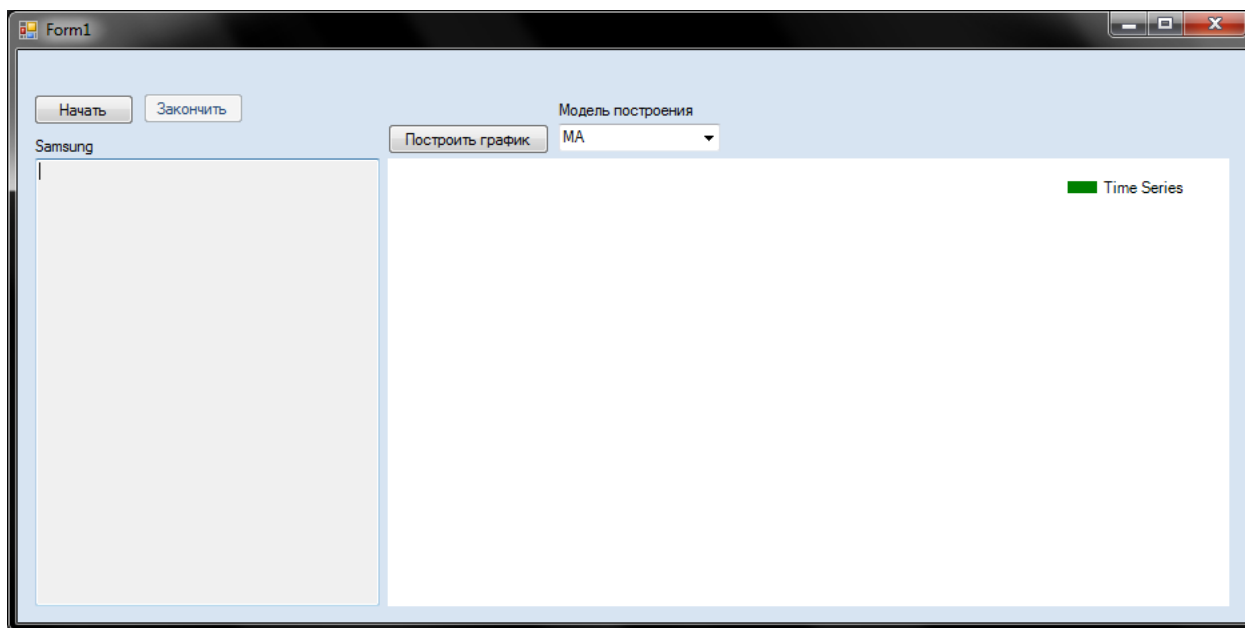 Form1
Начать Закончить
Модель построения
Построить график MA
Samsung
Time Series